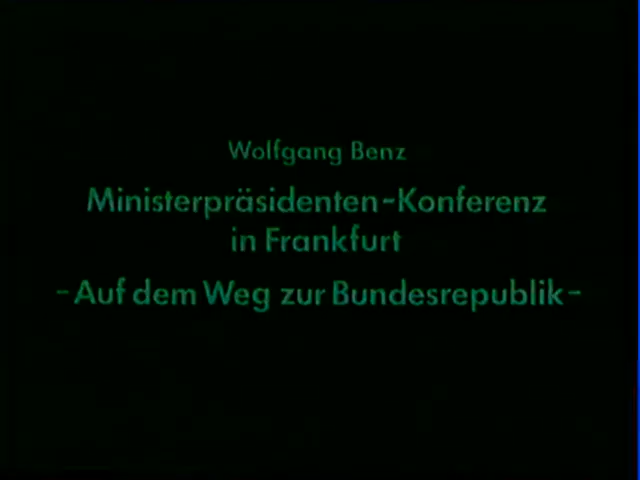 Wolfgang Benz
Ministerpräsidenten-Konferenz
in Frankfurt
-Auf dem Weg zur Bundesrepublik-